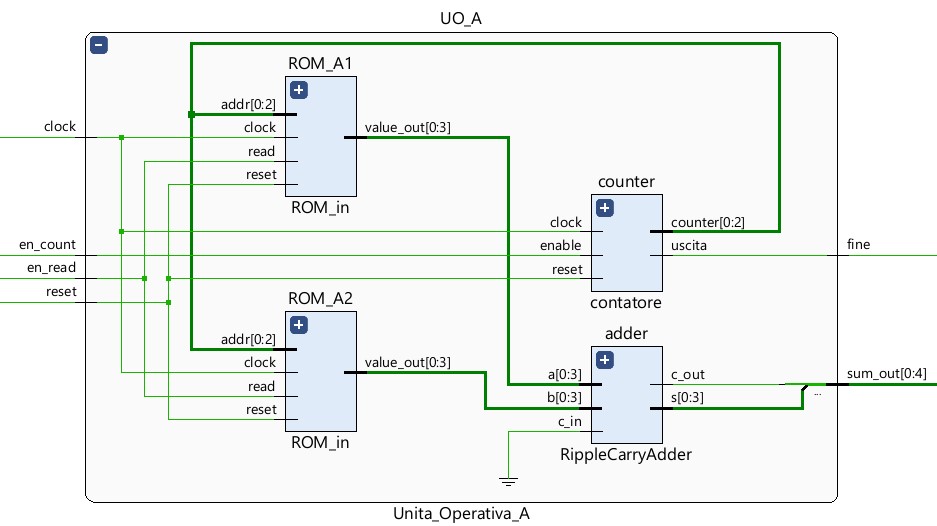 UO_A
ROM_A1
addr[0:2]
clock
clock
value_out[0:3]
read
reset
ROM_in
counter
clock
counter[0:2]
en_count
enable
uscita
fine
en_read
reset
reset
contatore
ROM_A2
adder
addr[0:2]
clock
value_out[0:3]
a[0:3]
c_out
sum_out[0:4]
read
b[0:3]
s[0:3]
...
reset
c_in
ROM_in
RippleCarryAdder
Unita_Operativa_A